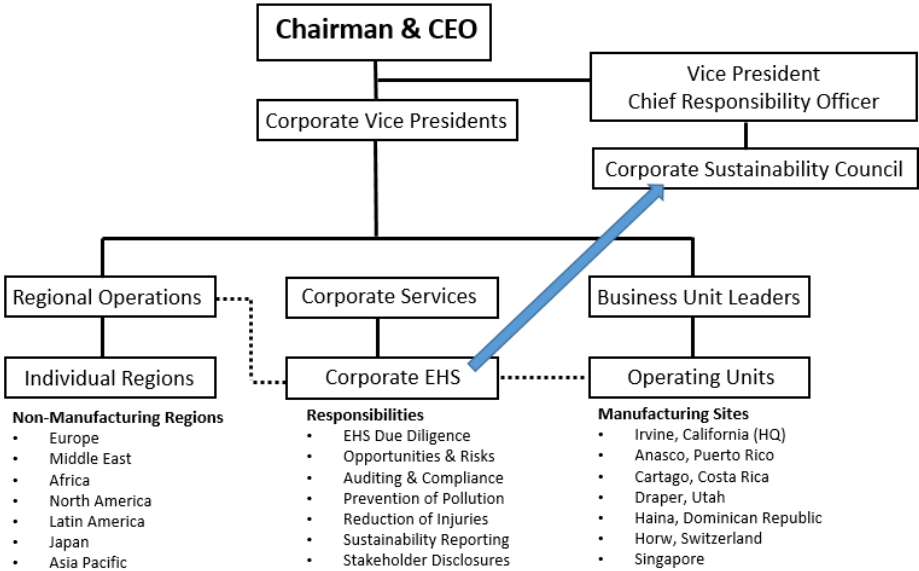 Chairman & CEO
Vice President
Chief Responsibility Officer
Corporate Vice Presidents
Corporate Sustainability Council
Regional Operations
Corporate Services
Business Unit Leaders
Individual Regions
Corporate EHS
Operating Units
Non-Manufacturing Regions
• Europe
• Middle East
• Africa
• North America
• Latin America
• Japan
• Asia Pacific
Responsibilities
• EHS Due Diligence
• Opportunities & Risks
• Auditing & Compliance
• Prevention of Pollution
• Reduction of Injuries
• Sustainability Reporting
• Stakeholder Disclosures
Manufacturing Sites
• Irvine, California (HQ)
• Anasco, Puerto Rico
• Cartago, Costa Rica
• Draper, Utah
• Haina, Dominican Republic
• Horw, Switzerland
• Singapore